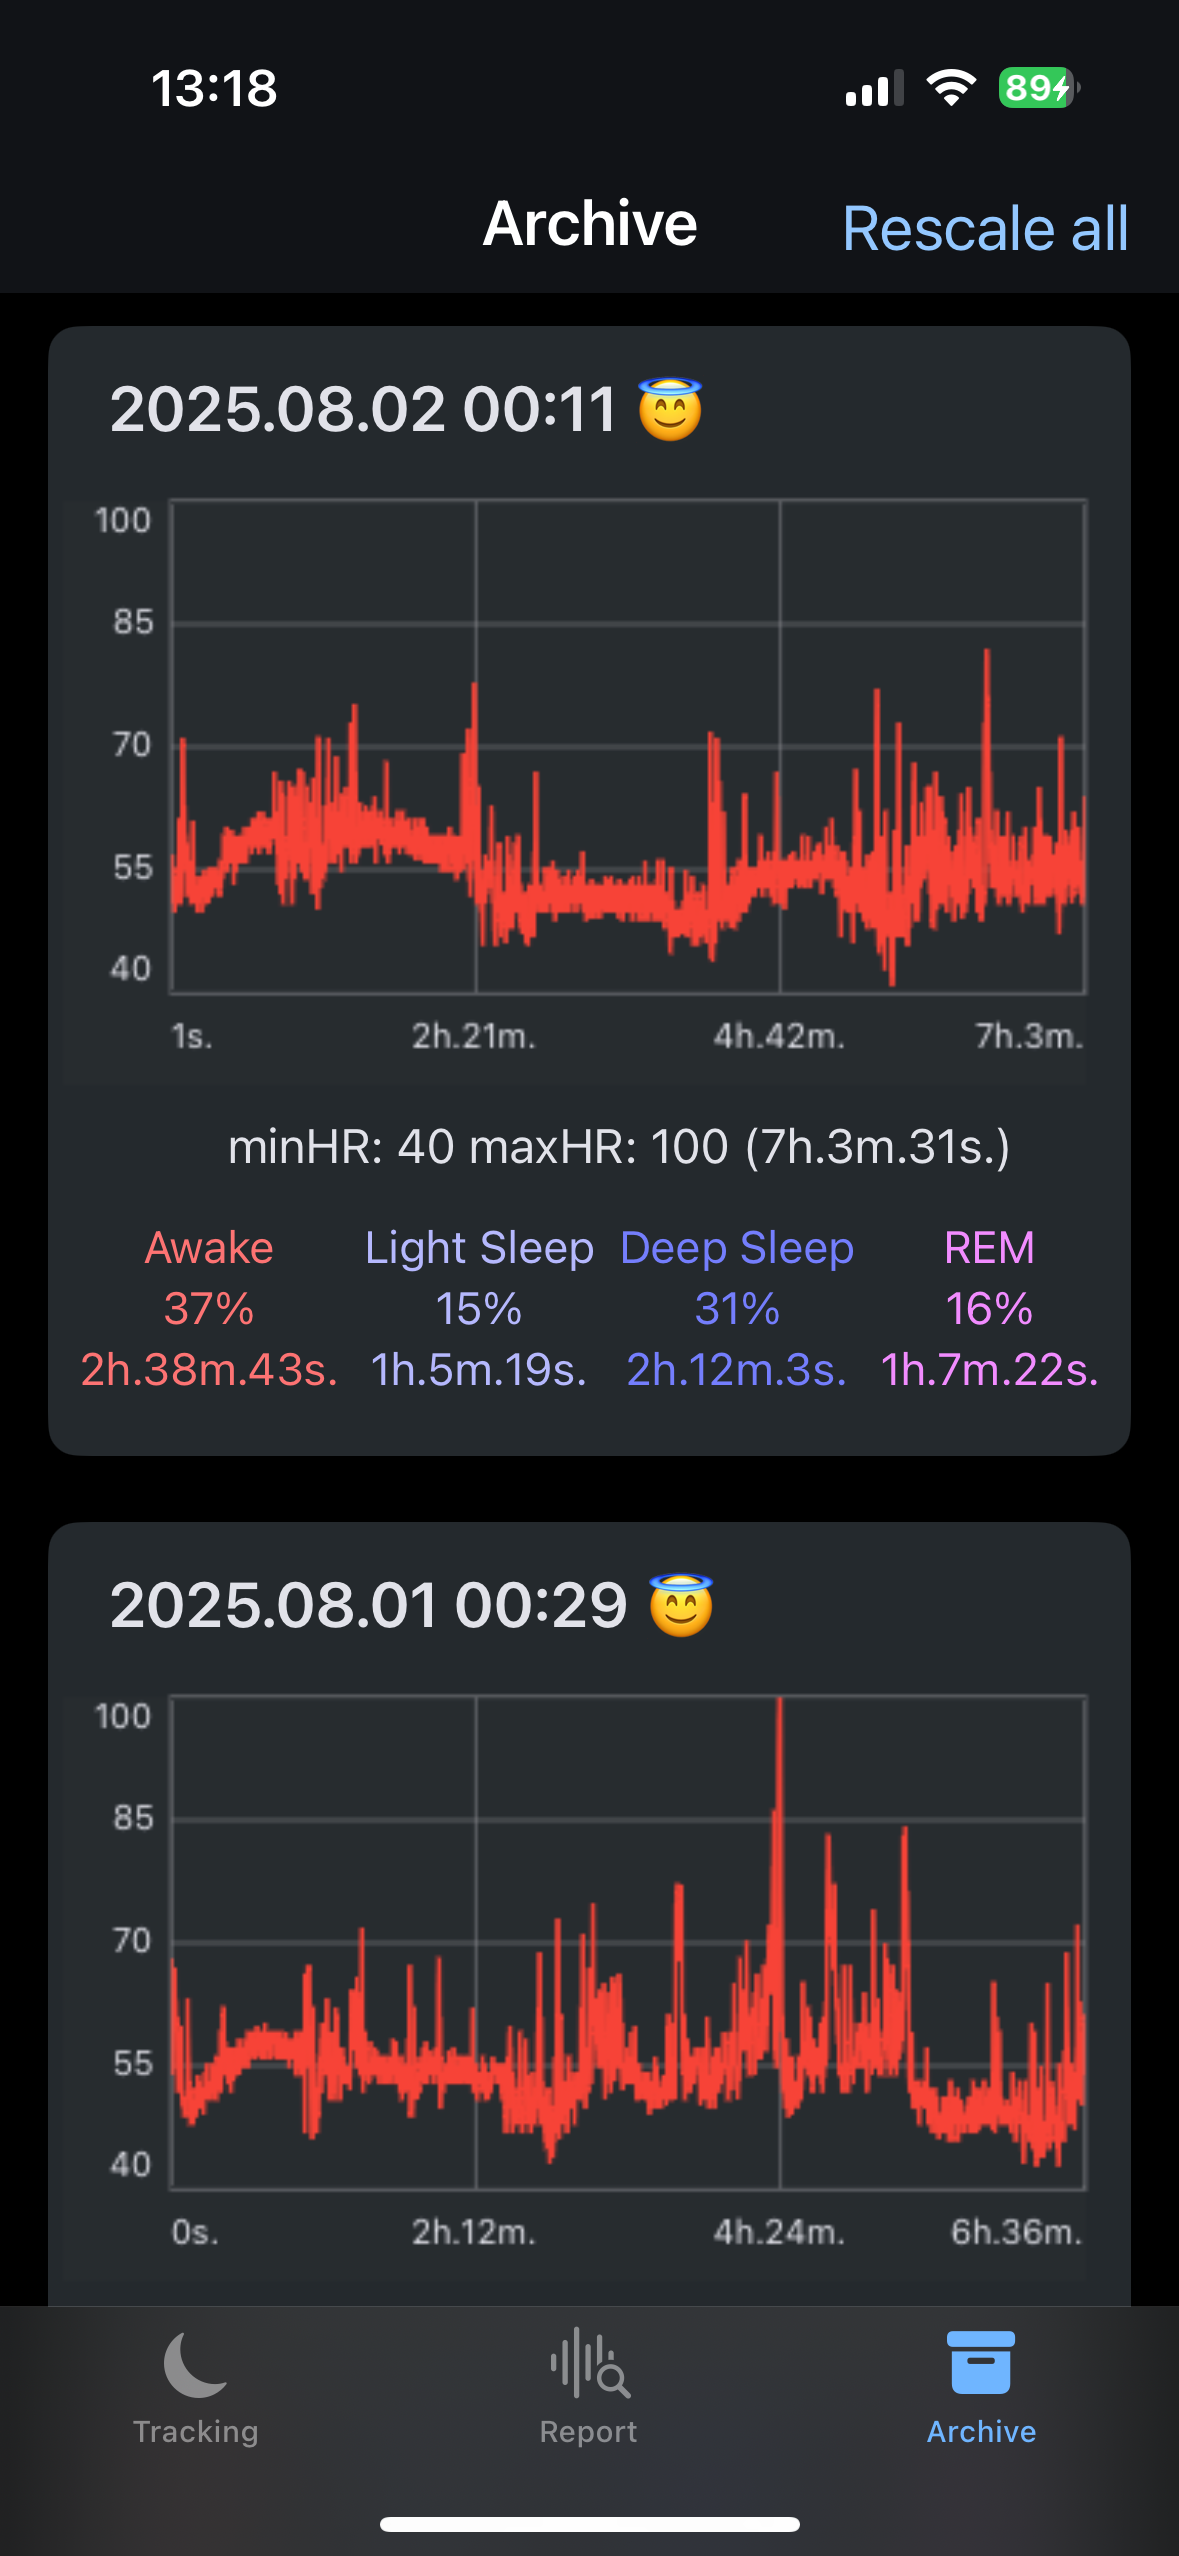 13:18
89
Archive
Rescale all
2025.08.02 00:11 😇
100
85
70
55
40
1s.
2h.21m.
4h.42m.
7h.3m.
minHR: 40 maxHR: 100 (7h.3m.31s.)
Awake Light Sleep Deep Sleep REM
37% 15% 31% 16%
2h.38m.43s. 1h.5m.19s. 2h.12m.3s. 1h.7m.22s.
2025.08.01 00:29 😇
100
85
70
55
40
0s.
2h.12m.
4h.24m.
6h.36m.
Tracking
Report
Archive